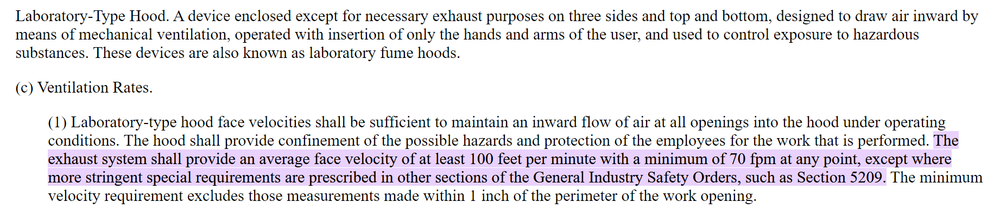 Laboratory-Type Hood. A device enclosed except for necessary exhaust purposes on three sides and top and bottom, designed to draw air inward by
means of mechanical ventilation, operated with insertion of only the hands and arms of the user, and used to control exposure to hazardous
substances. These devices are also known as laboratory fume hoods.
(c) Ventilation Rates.
(1) Laboratory-type hood face velocities shall be sufficient to maintain an inward flow of air at all openings into the hood under operating
conditions. The hood shall provide confinement of the possible hazards and protection of the employees for the work that is performed. The
exhaust system shall provide an average face velocity of at least 100 feet per minute with a minimum of 70 fpm at any point, except where
more stringent special requirements are prescribed in other sections of the General Industry Safety Orders, such as Section 5209. The minimum
velocity requirement excludes those measurements made within 1 inch of the perimeter of the work opening.